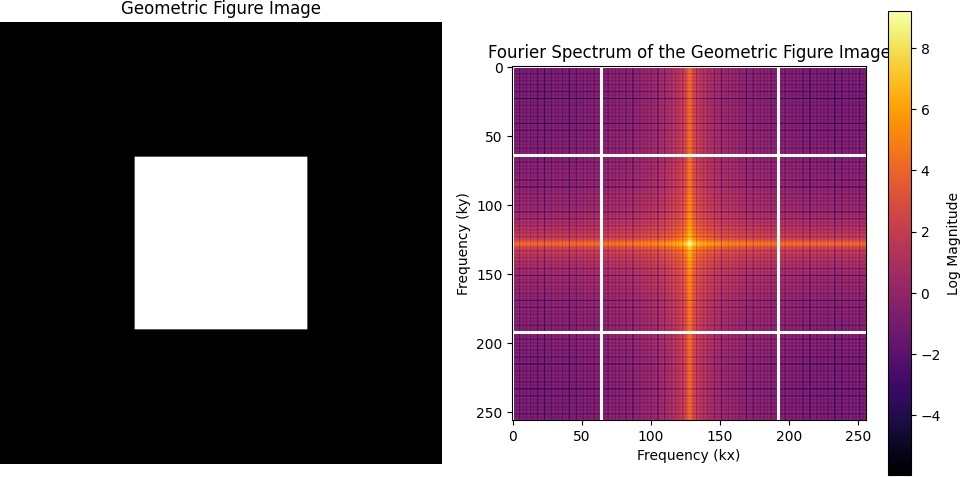 Geometric Figure Image
Fourier Spectrum of the Geometric Figure Image
0
50
100
150
200
250
Frequency (ky)
0 50 100 150 200 250
Frequency (kx)
8
6
4
2
0
−2
−4
Log Magnitude